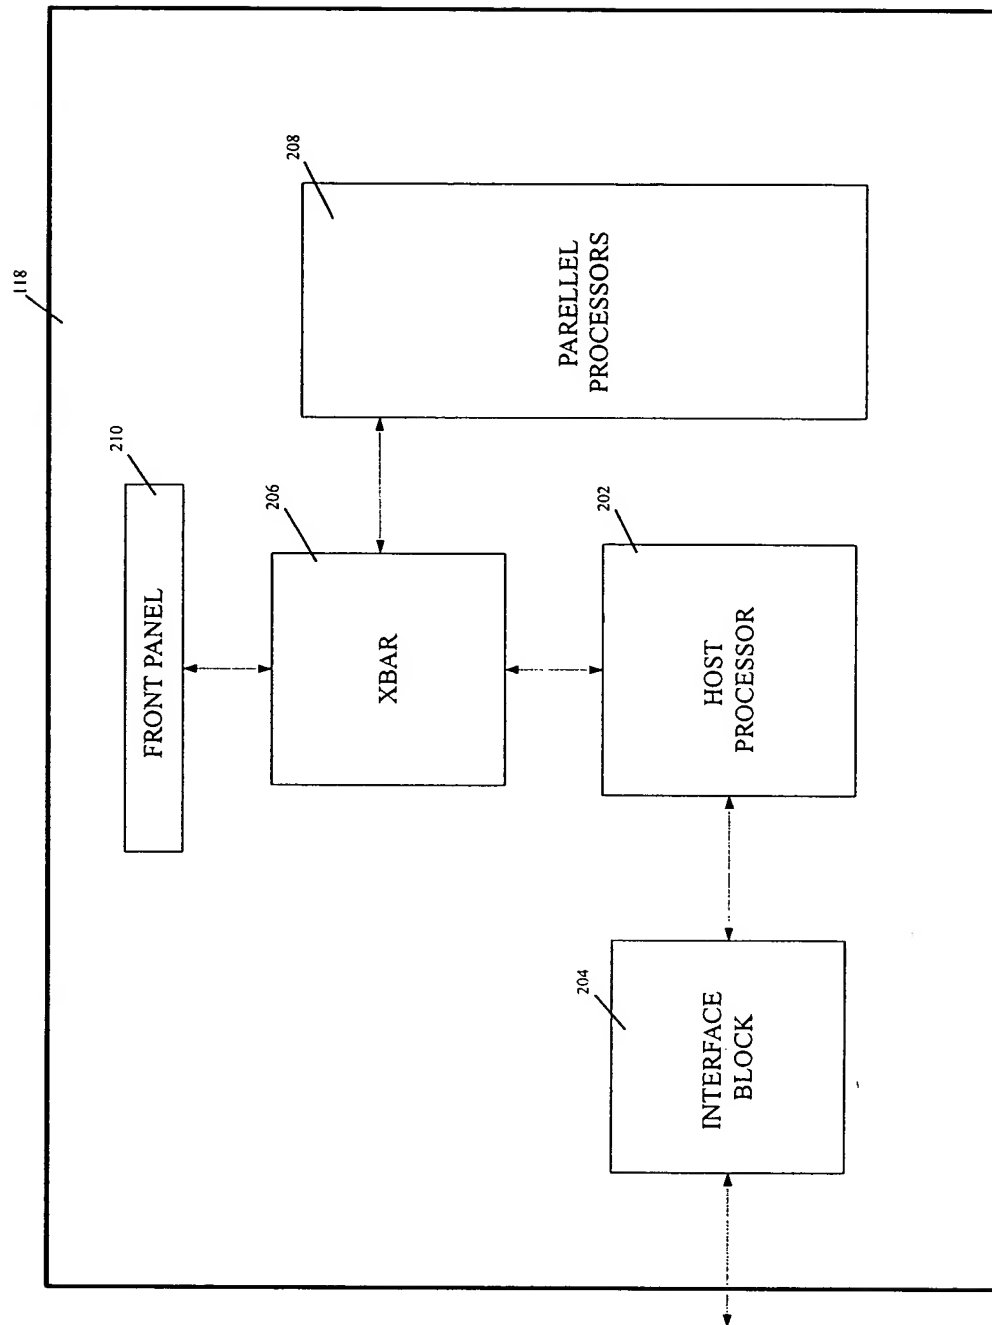 118
210
FRONT PANEL
206
XBAR
208
PARELLEL
PROCESSORS
202
HOST
PROCESSOR
204
INTERFACE
BLOCK